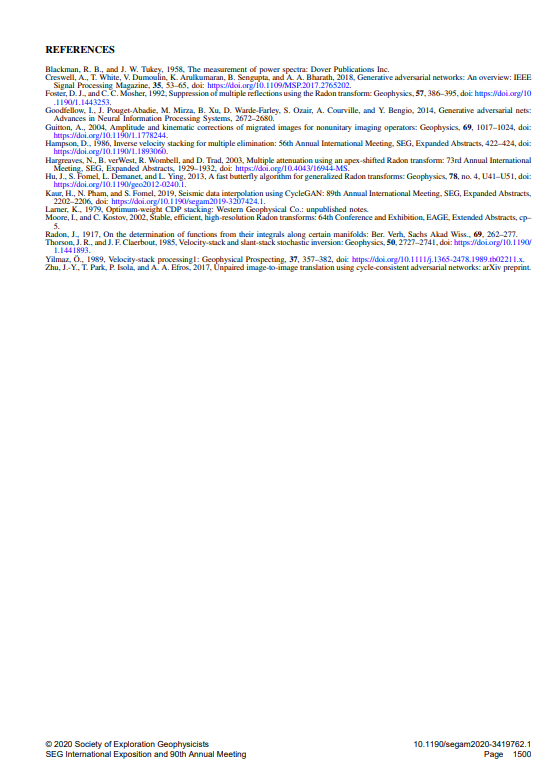 REFERENCES
Blackman, R. B., and J. W. Tukey, 1958, The measurement of power spectra: Dover Publications Inc.
Creswell, A., T. White, V. Dumoulin, K. Arulkumaran, B. Sengupta, and A. A. Bharath, 2018, Generative adversarial networks: An overview: IEEE
Signal Processing Magazine, 35, 53–65, doi: https://doi.org/10.1109/MSP.2017.2765202.
Foster, D. J., and C. C. Mosher, 1992, Suppression of multiple reflections using the Radon transform: Geophysics, 57, 386–395, doi: https://doi.org/10
.1190/1.1443253.
Goodfellow, I., J. Pouget-Abadie, M. Mirza, B. Xu, D. Warde-Farley, S. Ozair, A. Courville, and Y. Bengio, 2014, Generative adversarial nets:
Advances in Neural Information Processing Systems, 2672–2680.
Guitton, A., 2004, Amplitude and kinematic corrections of migrated images for nonunitary imaging operators: Geophysics, 69, 1017–1024, doi:
https://doi.org/10.1190/1.1778244.
Hampson, D., 1986, Inverse velocity stacking for multiple elimination: 56th Annual International Meeting, SEG, Expanded Abstracts, 422–424, doi:
https://doi.org/10.1190/1.1893060.
Hargreaves, N., B. verWest, R. Wombell, and D. Trad, 2003, Multiple attenuation using an apex-shifted Radon transform: 73rd Annual International
Meeting, SEG, Expanded Abstracts, 1929–1932, doi: https://doi.org/10.4043/16944-MS.
Hu, J., S. Fomel, L. Demanet, and L. Ying, 2013, A fast butterfly algorithm for generalized Radon transforms: Geophysics, 78, no. 4, U41–U51, doi:
https://doi.org/10.1190/geo2012-0240.1.
Kaur, H., N. Pham, and S. Fomel, 2019, Seismic data interpolation using CycleGAN: 89th Annual International Meeting, SEG, Expanded Abstracts,
2202–2206, doi: https://doi.org/10.1190/segam2019-3207424.1.
Larner, K., 1979, Optimum-weight CDP stacking: Western Geophysical Co.: unpublished notes.
Moore, I., and C. Kostov, 2002, Stable, efficient, high-resolution Radon transforms: 64th Conference and Exhibition, EAGE, Extended Abstracts, cp–
5.
Radon, J., 1917, On the determination of functions from their integrals along certain manifolds: Ber. Verh, Sachs Akad Wiss., 69, 262–277.
Thorson, J. R., and J. F. Claerbout, 1985, Velocity-stack and slant-stack stochastic inversion: Geophysics, 50, 2727–2741, doi: https://doi.org/10.1190/
1.1441893.
Yilmaz, Ö., 1989, Velocity-stack processing1: Geophysical Prospecting, 37, 357–382, doi: https://doi.org/10.1111/j.1365-2478.1989.tb02211.x.
Zhu, J.-Y., T. Park, P. Isola, and A. A. Efros, 2017, Unpaired image-to-image translation using cycle-consistent adversarial networks: arXiv preprint.
© 2020 Society of Exploration Geophysicists
SEG International Exposition and 90th Annual Meeting
10.1190/segam2020-3419762.1
Page 1500